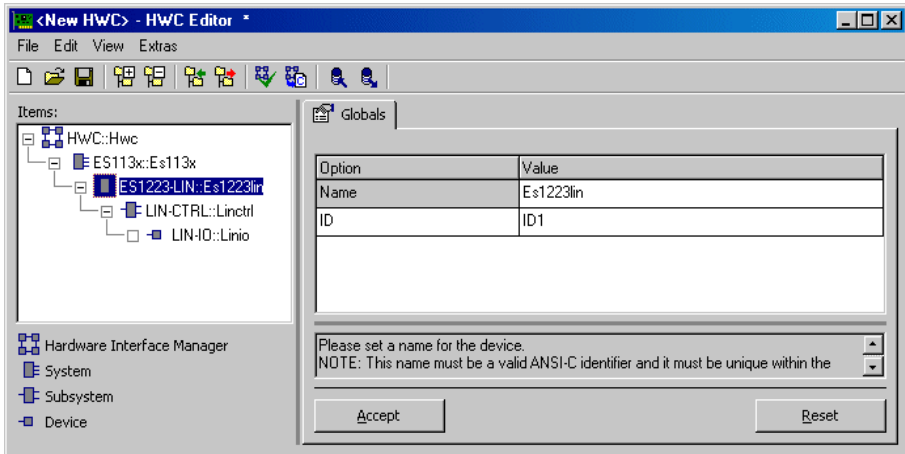 <New HWC> - HWC Editor *
File Edit View Extras
Items:
HWC::Hwc
ES113x::Es113x
ES1223-LIN::Es1223lin
LIN-CTRL::Linctrl
LIN-IO::Linio
Hardware Interface Manager
System
Subsystem
Device
Globals
Option Value
Name Es1223lin
ID ID1
Please set a name for the device.
NOTE: This name must be a valid ANSI-C identifier and it must be unique within the
Accept Reset